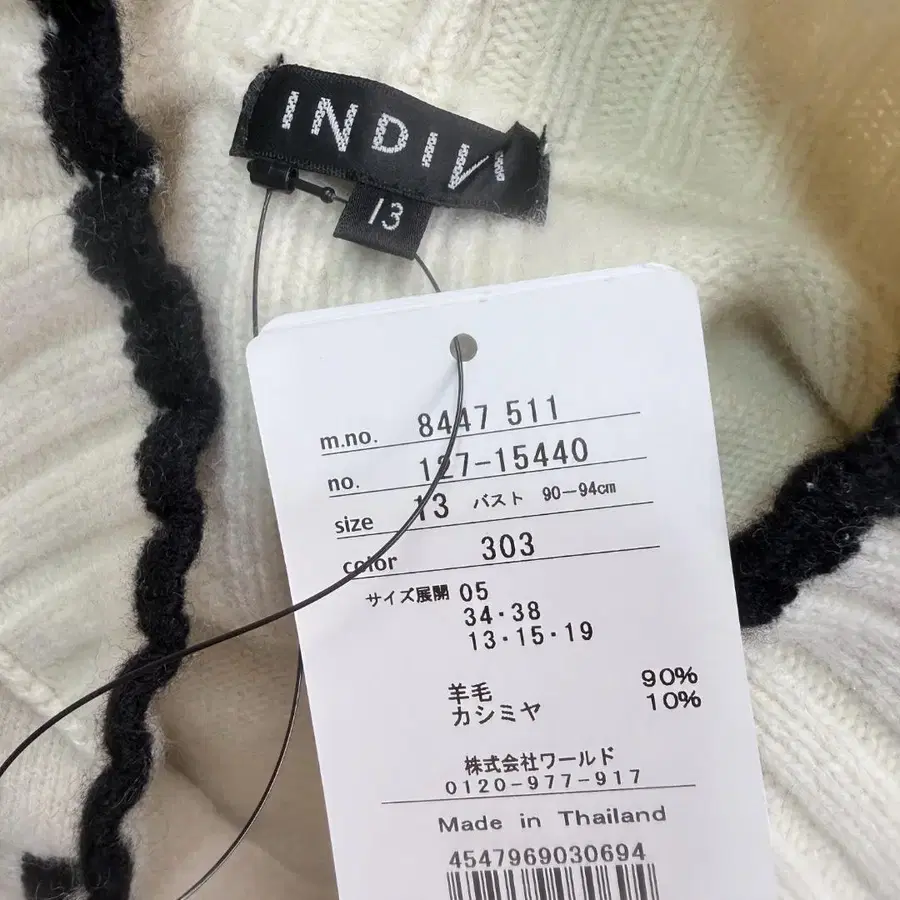 INDIVI
13
m.no. 8447 511
no. 127-15440
size 13 バスト 90-94cm
color 303
サイズ展開 05
34・38
13・15・19
羊毛 90%
カシミヤ 10%
株式会社ワールド
0120-977-917
Made in Thailand
4547969030694